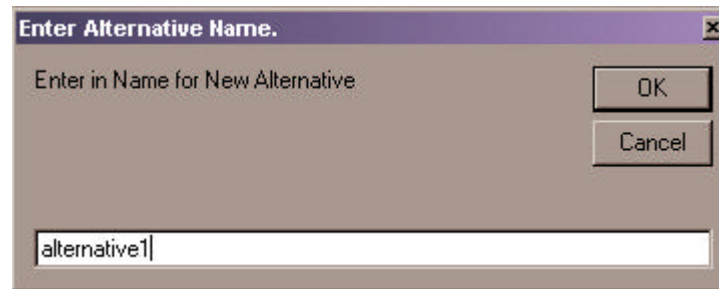 Enter Alternative Name.
Enter in Name for New Alternative
OK
Cancel
alternative1